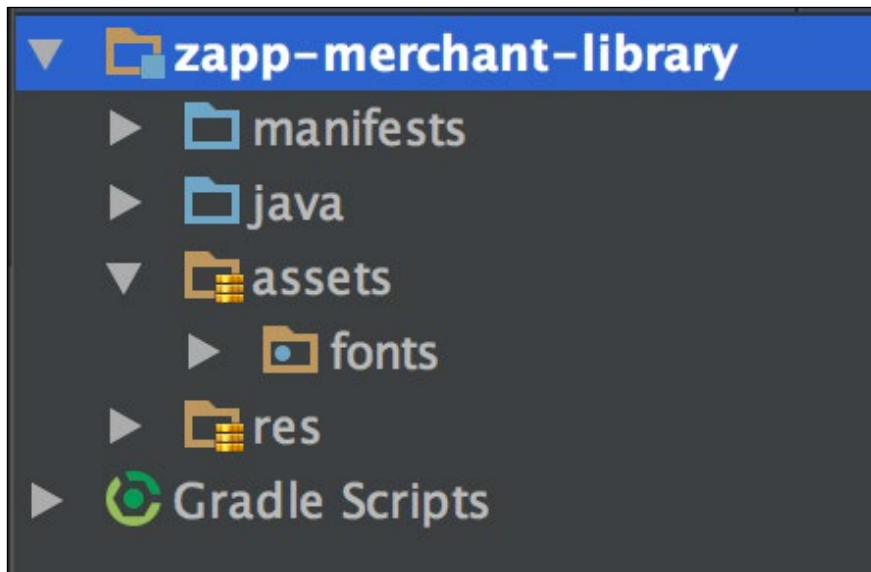 zapp-merchant-library
manifests
java
assets
fonts
res
Gradle Scripts